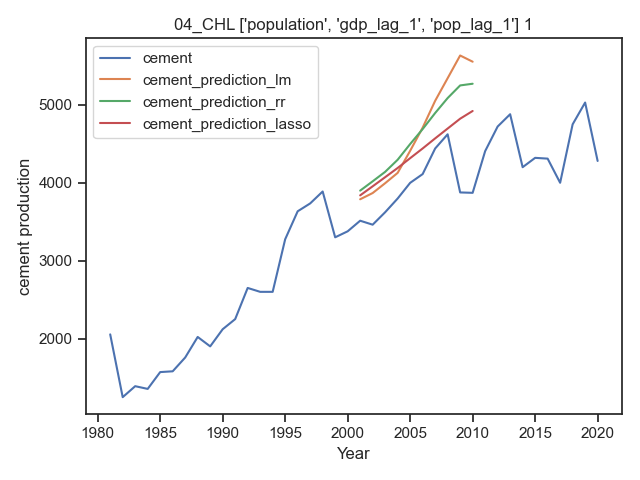 04_CHL ['population', 'gdp_lag_1', 'pop_lag_1'] 1
cement
cement_prediction_lm
cement_prediction_rr
cement_prediction_lasso
5000
4000
3000
2000
cement production
1980 1985 1990 1995 2000 2005 2010 2015 2020
Year